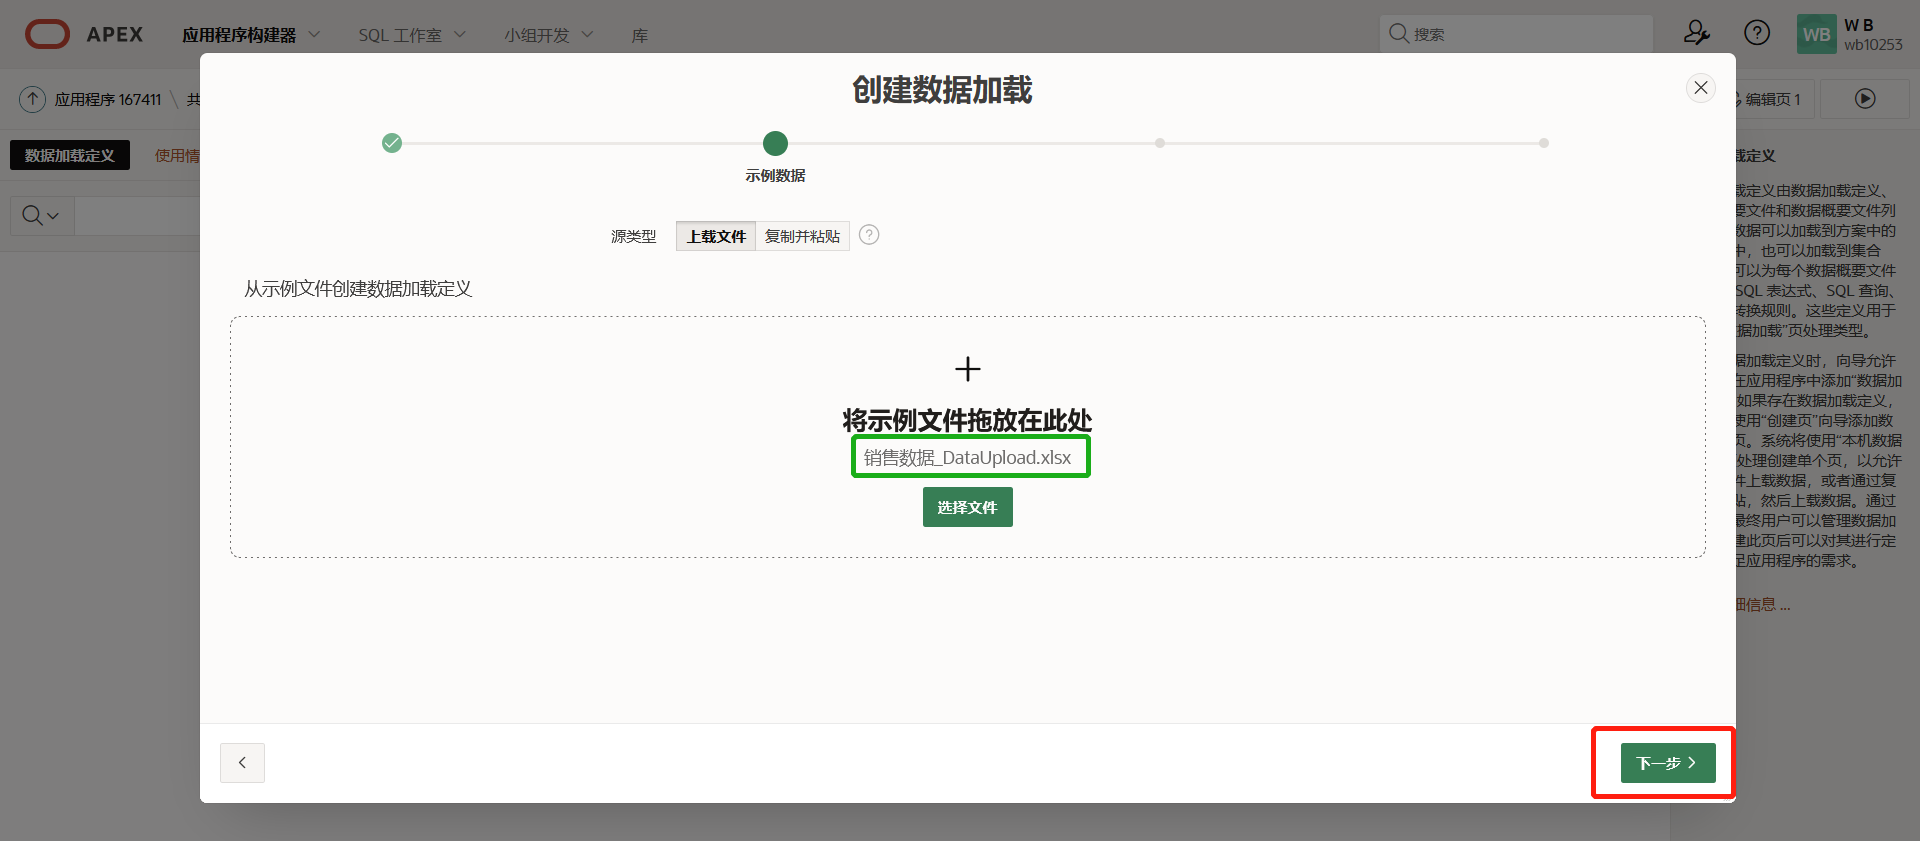 APEX
应用程序构建器
SQL 工作室
小组开发
库
搜索
WB
W B
wb10253
应用程序 167411 \ 共
编辑页 1
数据加载定义
使用情
创建数据加载
示例数据
源类型
上载文件
复制并粘贴
?
从示例文件创建数据加载定义
将示例文件拖放在此处
销售数据_DataUpload.xlsx
选择文件
下一步
载定义
载定义由数据加载定义、
要文件和数据概要文件列
数据可以加载到方案中的
中，也可以加载到集合
可以为每个数据概要文件
SQL 表达式、SQL 查询、
转换规则。这些定义用于
据加载”页处理类型。
据加载定义时，向导允许
在应用程序中添加“数据加
如果存在数据加载定义，
使用“创建页”向导添加数
页。系统将使用“本机数据
处理创建单个页，以允许
件上载数据，或者通过复
贴，然后上载数据。通过
最终用户可以管理数据加
建此页后可以对其进行定
足应用程序的需求。
细信息 ...